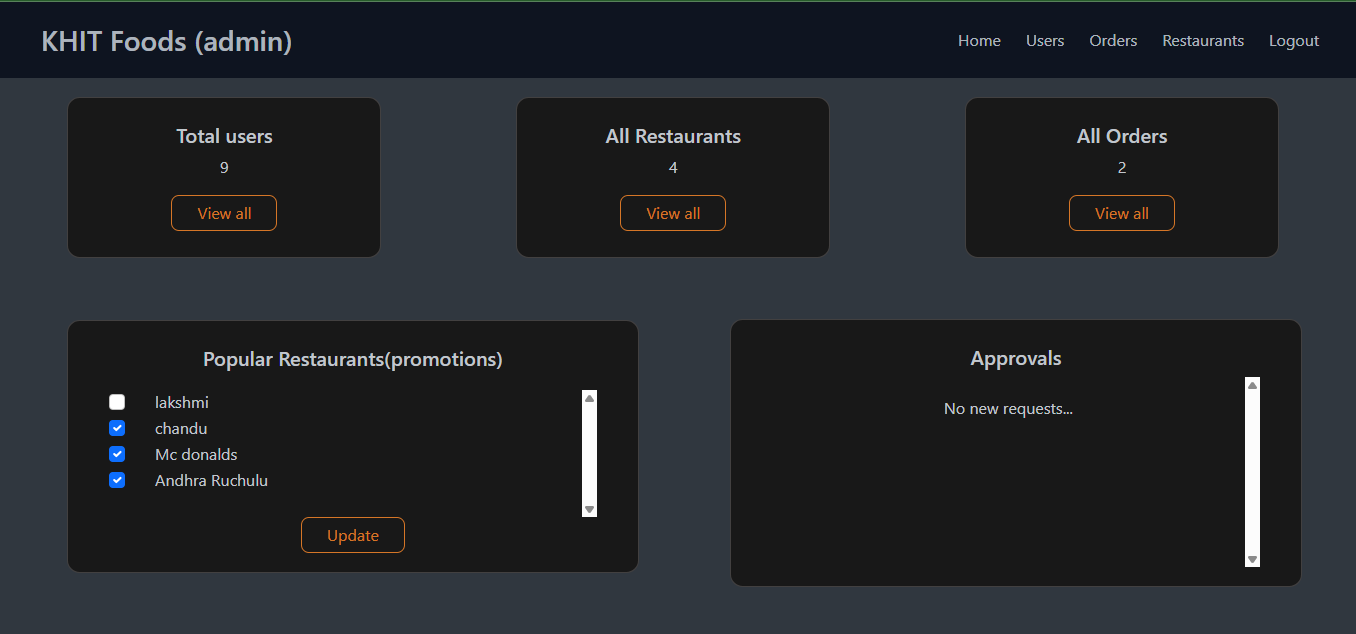 KHIT Foods (admin)
Home Users Orders Restaurants Logout
Total users
9
View all
All Restaurants
4
View all
All Orders
2
View all
Popular Restaurants(promotions)
lakshmi
chandu
Mc donalds
Andhra Ruchulu
Update
Approvals
No new requests...